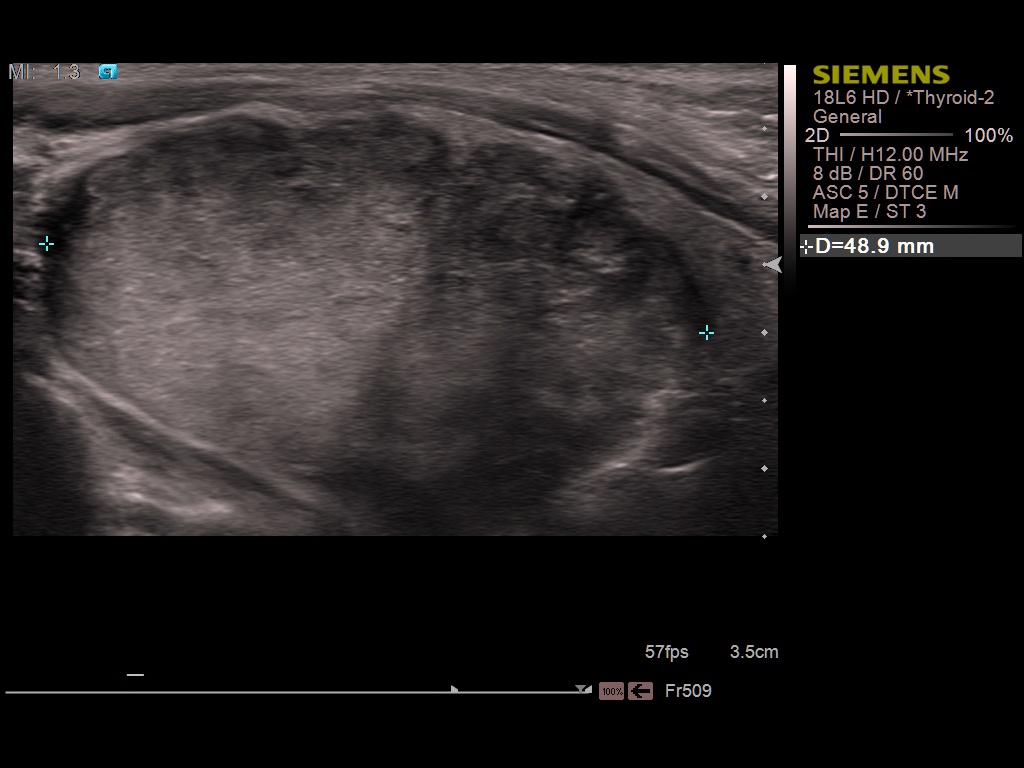 MI: 1.3
SIEMENS
18L6 HD / *Thyroid-2
General
2D 100%
THI / H12.00 MHz
8 dB / DR 60
ASC 5 / DTCE M
Map E / ST 3
D=48.9 mm
57fps 3.5cm
100% Fr509